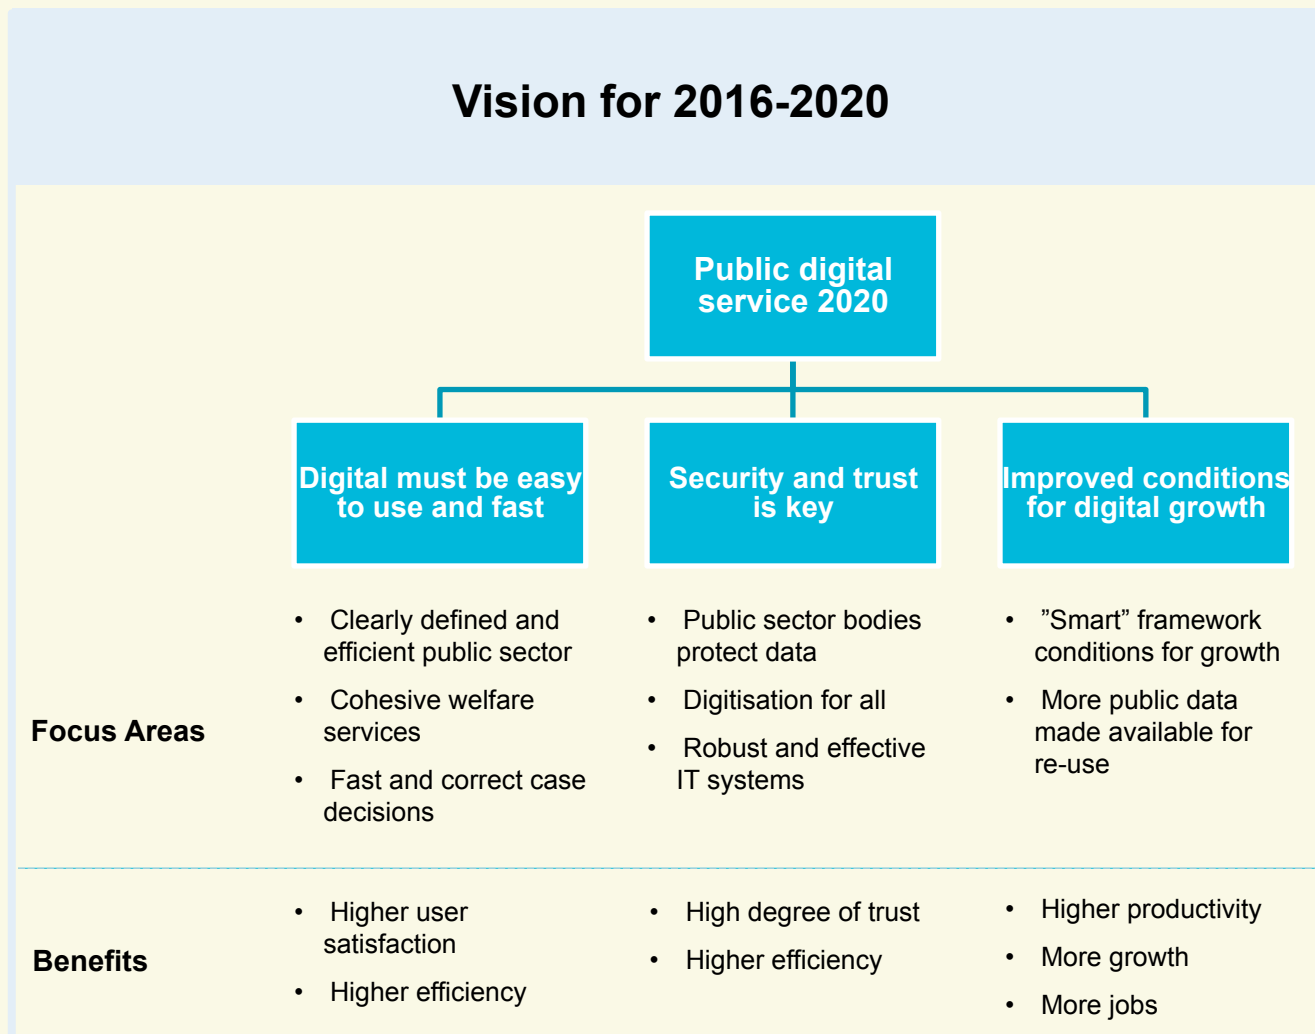 Vision for 2016-2020
Public digital
service 2020
Digital must be easy
to use and fast
Security and trust
is key
Improved conditions
for digital growth
Focus Areas
• Clearly defined and
efficient public sector
• Cohesive welfare
services
• Fast and correct case
decisions
• Public sector bodies
protect data
• Digitisation for all
• Robust and effective
IT systems
• ”Smart” framework
conditions for growth
• More public data
made available for
re-use
Benefits
• Higher user
satisfaction
• Higher efficiency
• High degree of trust
• Higher efficiency
• Higher productivity
• More growth
• More jobs